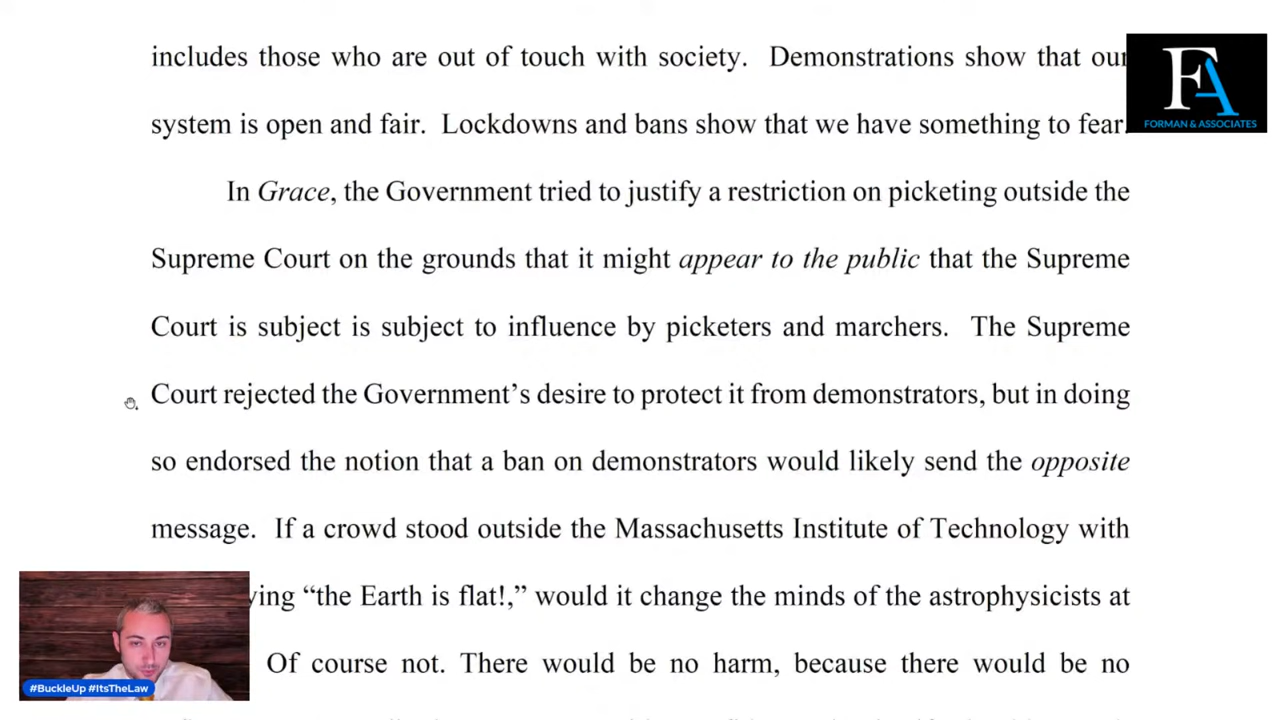 includes those who are out of touch with society.  Demonstrations show that our
system is open and fair.  Lockdowns and bans show that we have something to fear.
In Grace, the Government tried to justify a restriction on picketing outside the
Supreme Court on the grounds that it might appear to the public that the Supreme
Court is subject is subject to influence by picketers and marchers.  The Supreme
Court rejected the Government's desire to protect it from demonstrators, but in doing
so endorsed the notion that a ban on demonstrators would likely send the opposite
message.  If a crowd stood outside the Massachusetts Institute of Technology with
“the Earth is flat!,” would it change the minds of the astrophysicists at
Of course not. There would be no harm, because there would be no
FA
FORMAN & ASSOCIATES
#BuckleUp #ItsTheLaw